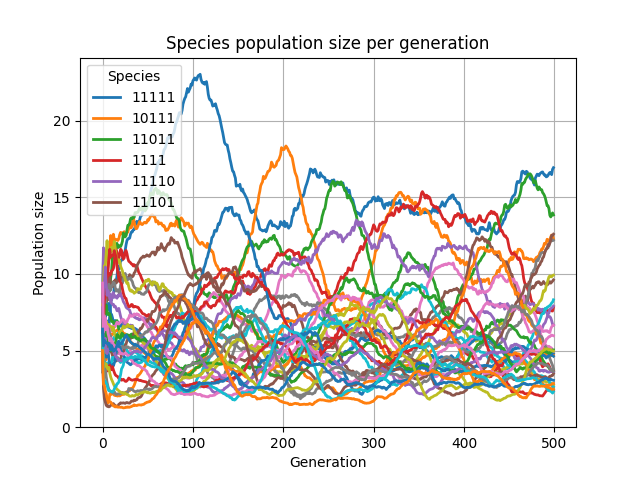 Species population size per generation
Species
11111
10111
11011
1111
11110
11101
Population size
20
15
10
5
0
0 100 200 300 400 500
Generation